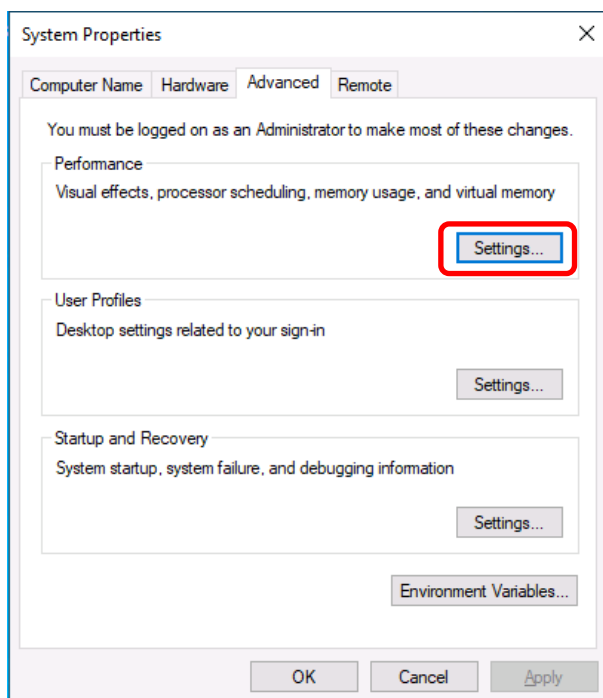 System Properties
Computer Name Hardware Advanced Remote
You must be logged on as an Administrator to make most of these changes.
Performance
Visual effects, processor scheduling, memory usage, and virtual memory
Settings...
User Profiles
Desktop settings related to your sign-in
Settings...
Startup and Recovery
System startup, system failure, and debugging information
Settings...
Environment Variables...
OK Cancel Apply